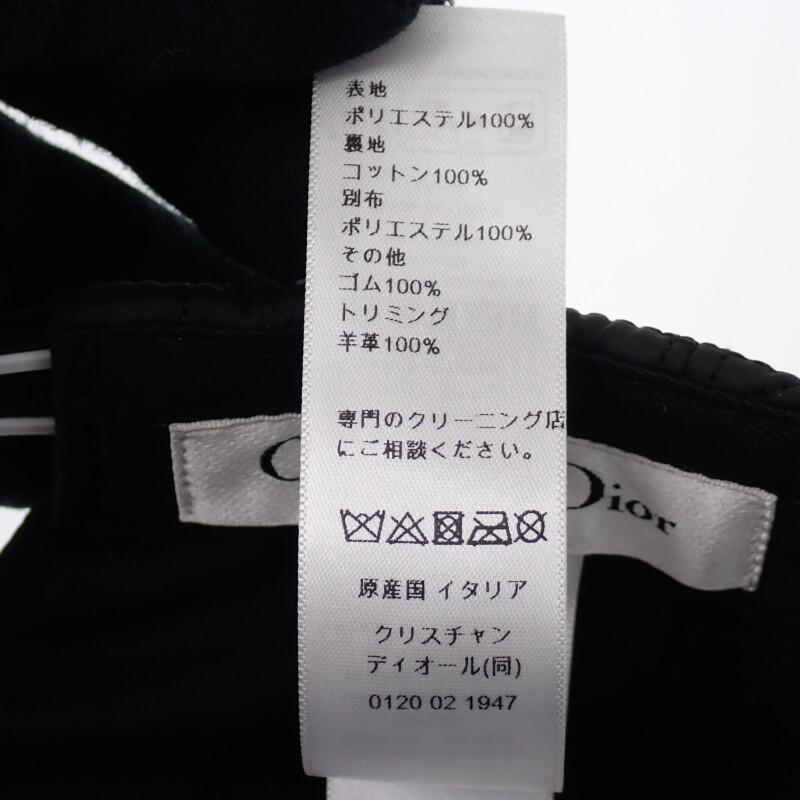 表地
ポリエステル100%
裏地
コットン100%
別布
ポリエステル100%
その他
ゴム100%
トリミング
羊革100%
専門のクリーニング店
にご相談ください。
原産国 イタリア
クリスチャン
ディオール(同)
0120 02 1947
Dior